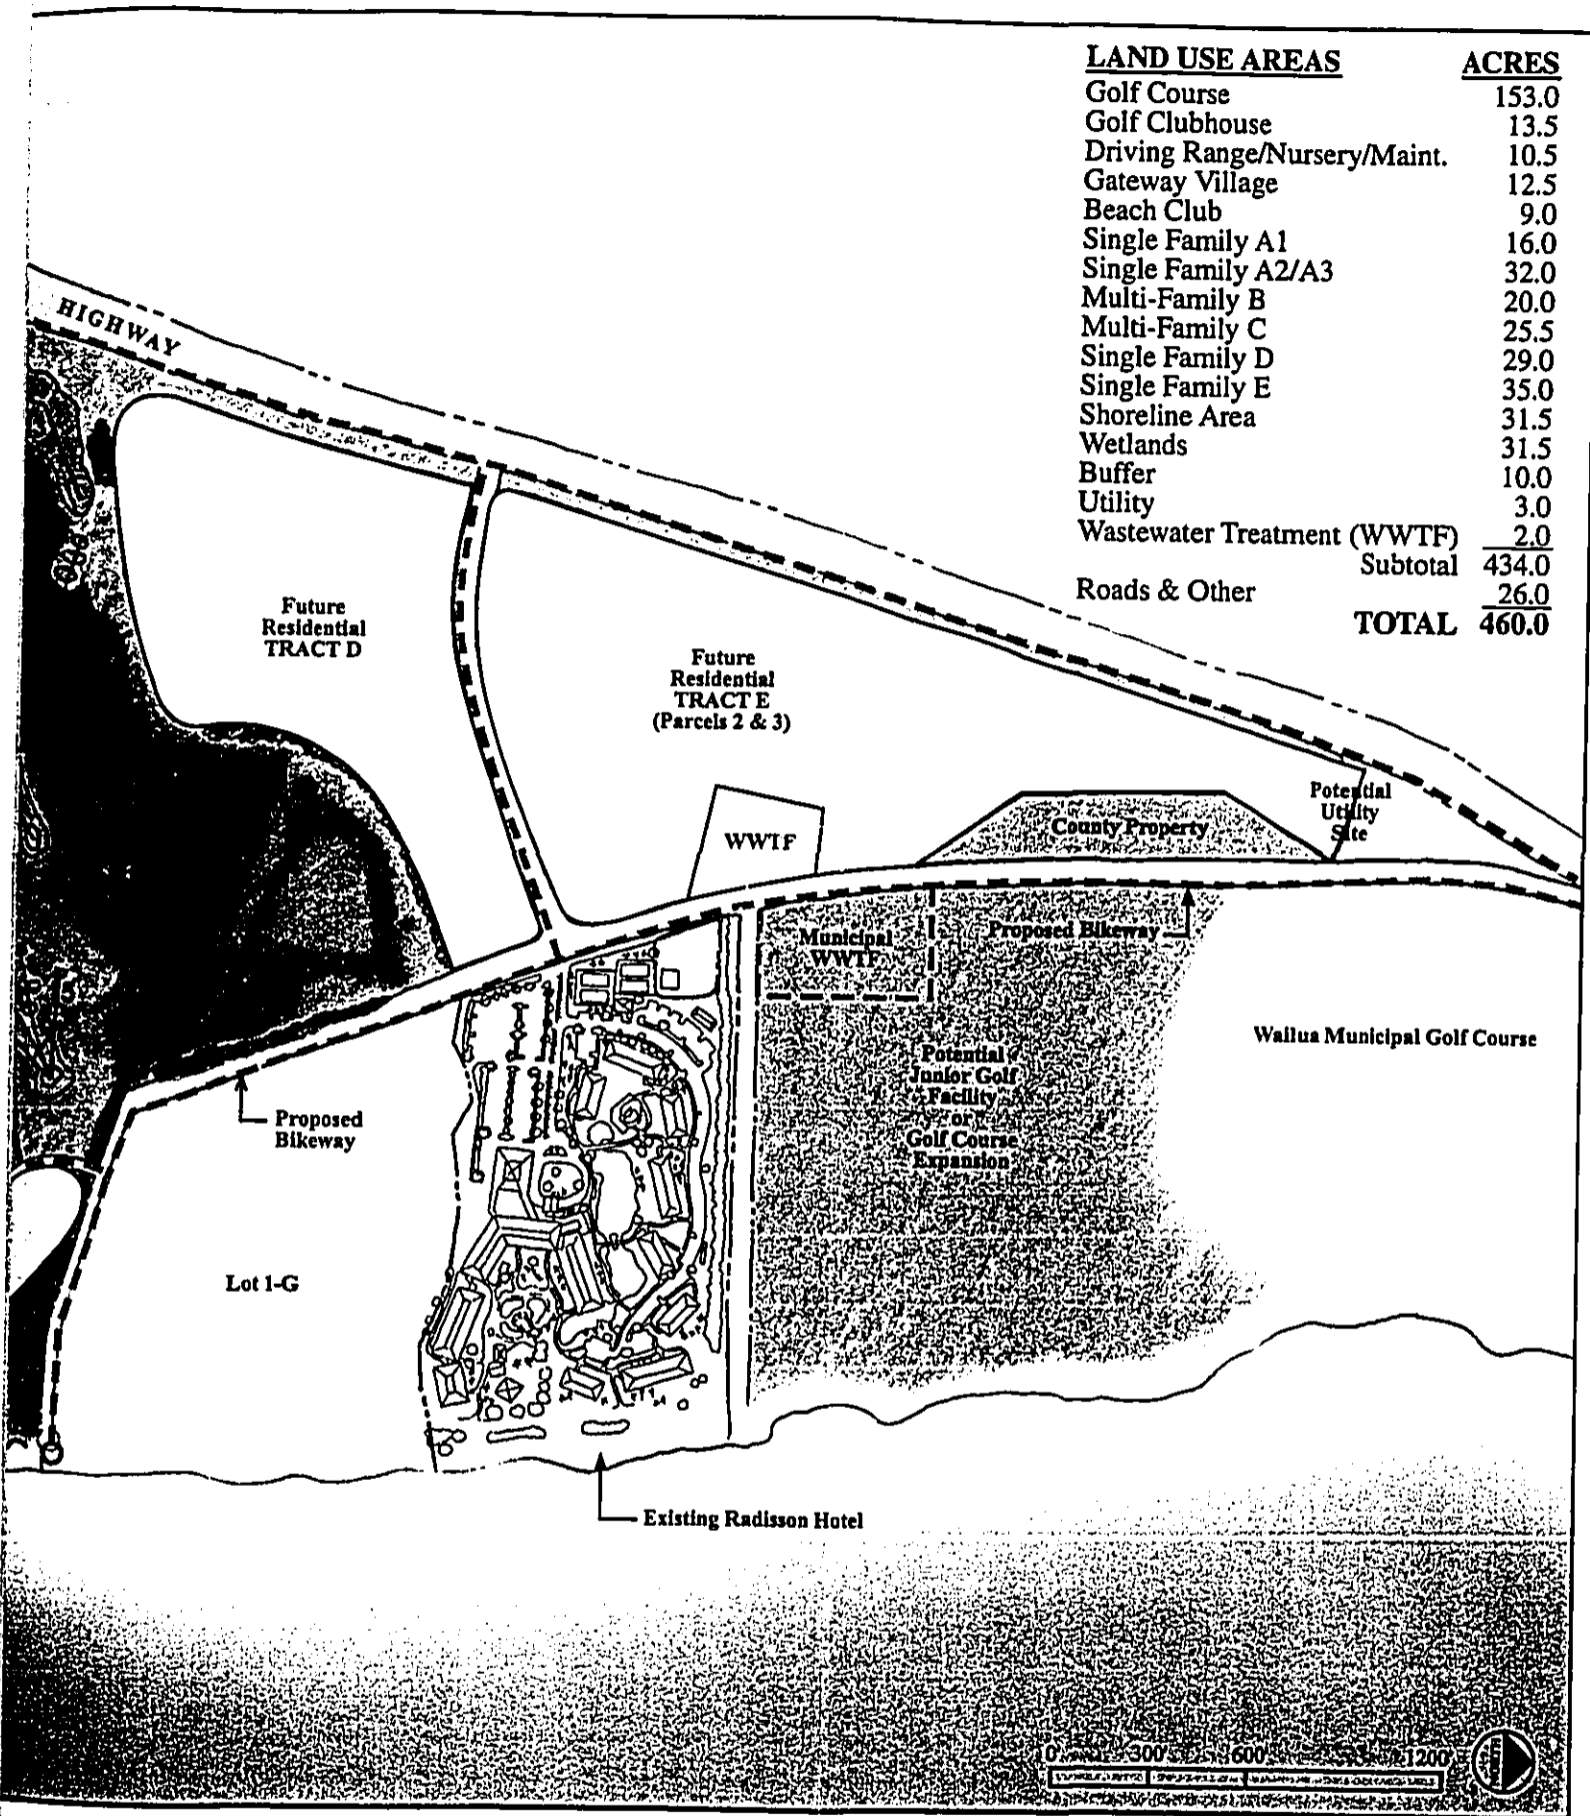 LAND USE AREAS ACRES
Golf Course 153.0
Golf Clubhouse 13.5
Driving Range/Nursery/Maint. 10.5
Gateway Village 12.5
Beach Club 9.0
Single Family A1 16.0
Single Family A2/A3 32.0
Multi-Family B 20.0
Multi-Family C 25.5
Single Family D 29.0
Single Family E 35.0
Shoreline Area 31.5
Wetlands 31.5
Buffer 10.0
Utility 3.0
Wastewater Treatment (WWTF) 2.0
Subtotal 434.0
Roads & Other 26.0
TOTAL 460.0
HIGHWAY
Future
Residential
TRACT D
Future
Residential
TRACT E
(Parcels 2 & 3)
WWTF
County Property
Potential
Utility
Site
Municipal
WWTF
Proposed Bikeway
Wailua Municipal Golf Course
Potential
Junior Golf
Facility
or
Golf Course
Expansion
Proposed
Bikeway
Lot 1-G
Existing Radisson Hotel
0 300' 600' 1200'
NORTH